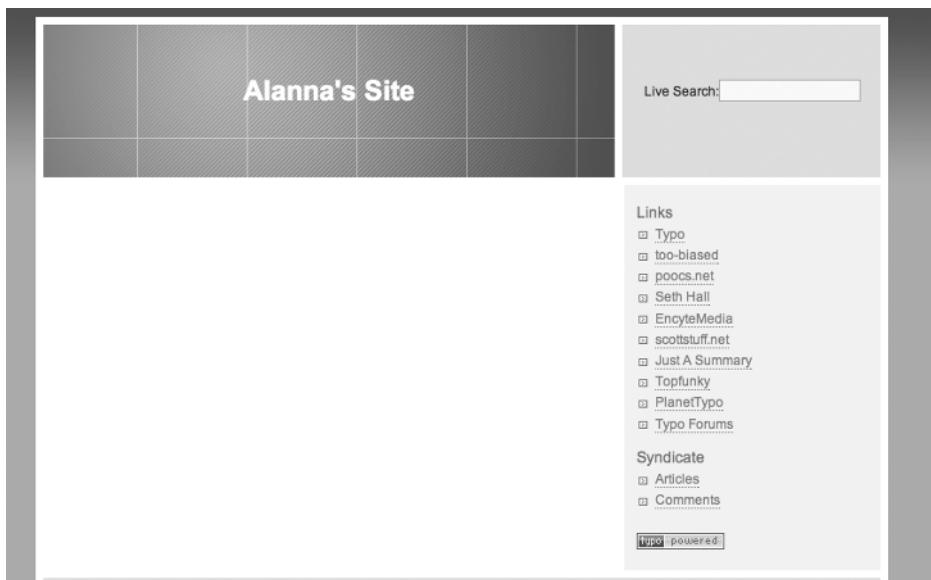 Alanna's Site
Live Search:
Links
Typo
too-biased
poocs.net
Seth Hall
EncyteMedia
scottstuff.net
Just A Summary
Topfunky
PlanetTypo
Typo Forums
Syndicate
Articles
Comments
typo powered